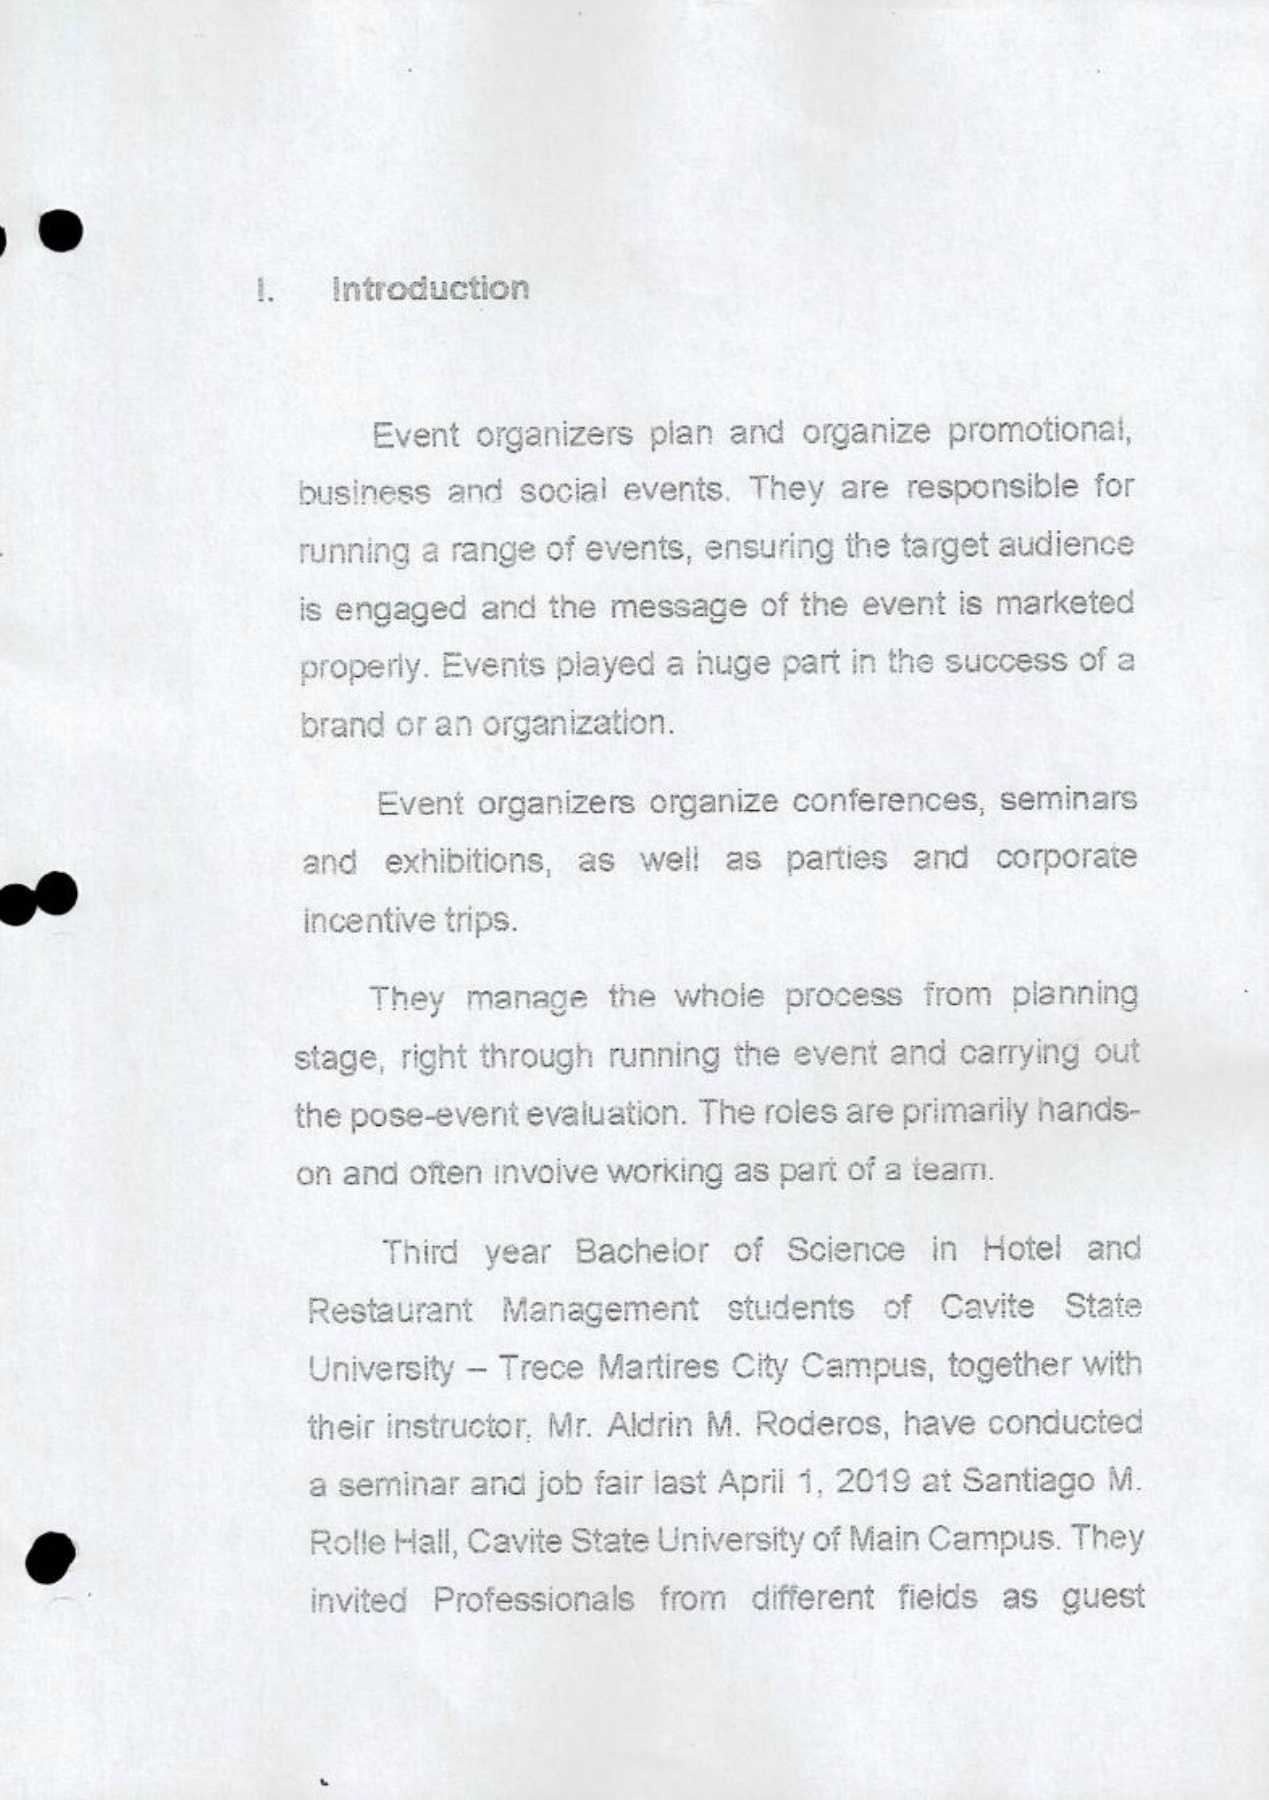 I. Introduction
Event organizers plan and organize promotional,
business and social events. They are responsible for
running a range of events, ensuring the target audience
is engaged and the message of the event is marketed
properly. Events played a huge part in the success of a
brand or an organization.
Event organizers organize conferences, seminars
and exhibitions, as well as parties and corporate
incentive trips.
They manage the whole process from planning
stage, right through running the event and carrying out
the pose-event evaluation. The roles are primarily hands-
on and often involve working as part of a team.
Third year Bachelor of Science in Hotel and
Restaurant Management students of Cavite State
University – Trece Martires City Campus, together with
their instructor, Mr. Aldrin M. Roderos, have conducted
a seminar and job fair last April 1, 2019 at Santiago M.
Rolle Hall, Cavite State University of Main Campus. They
invited Professionals from different fields as guest